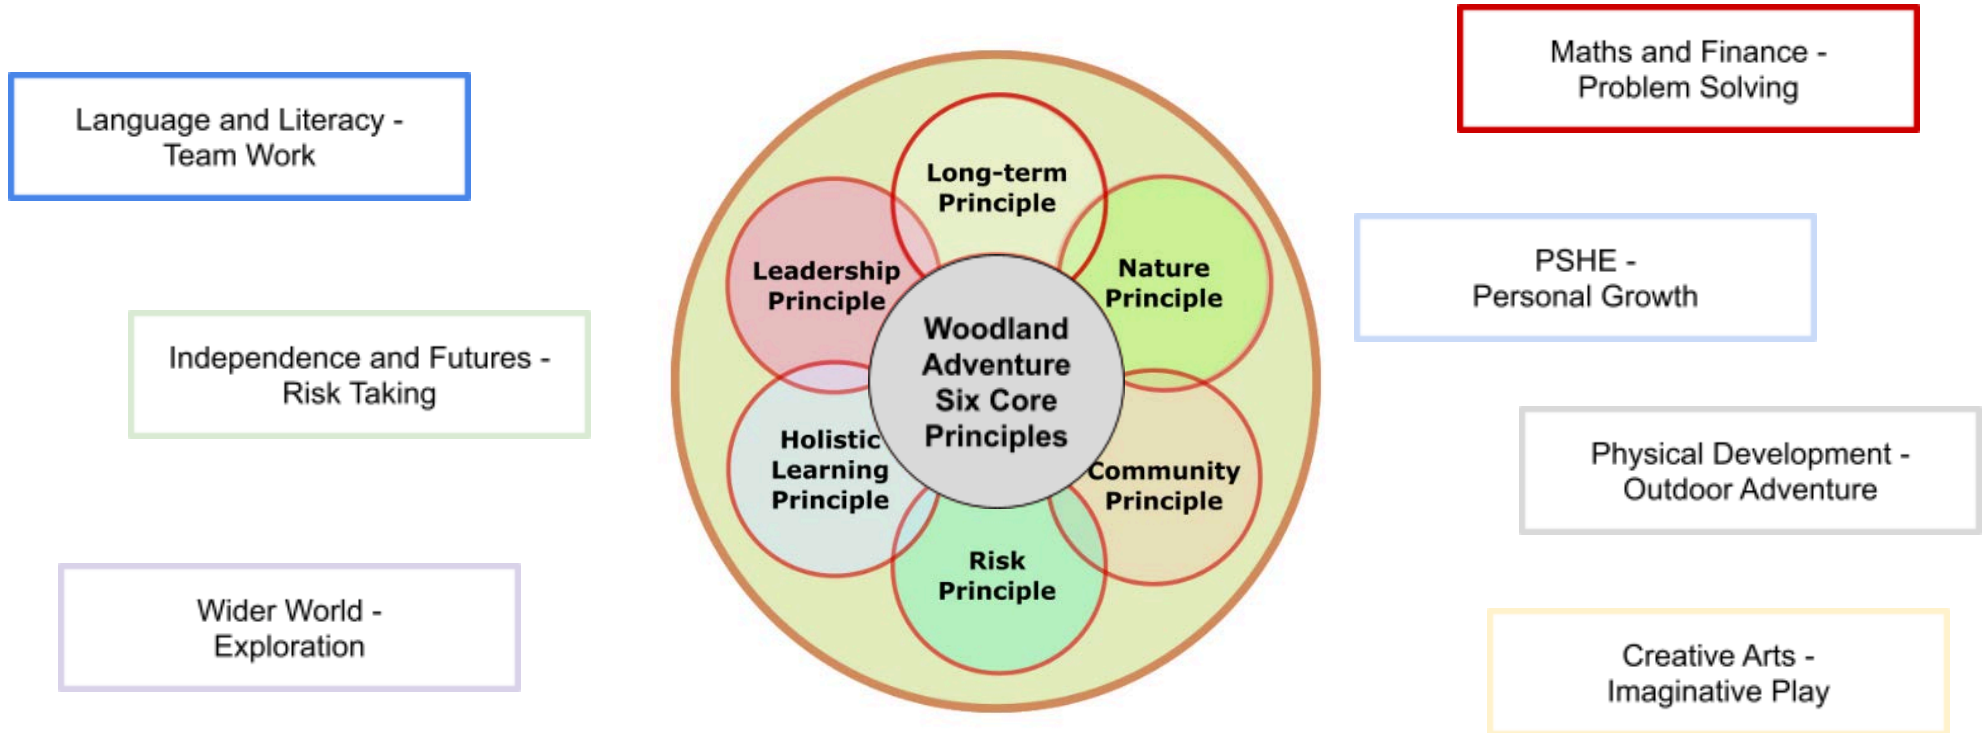 Language and Literacy -
Team Work
Independence and Futures -
Risk Taking
Wider World -
Exploration
Long-term
Principle
Leadership
Principle
Nature
Principle
Woodland
Adventure
Six Core
Principles
Holistic
Learning
Principle
Community
Principle
Risk
Principle
Maths and Finance -
Problem Solving
PSHE -
Personal Growth
Physical Development -
Outdoor Adventure
Creative Arts -
Imaginative Play